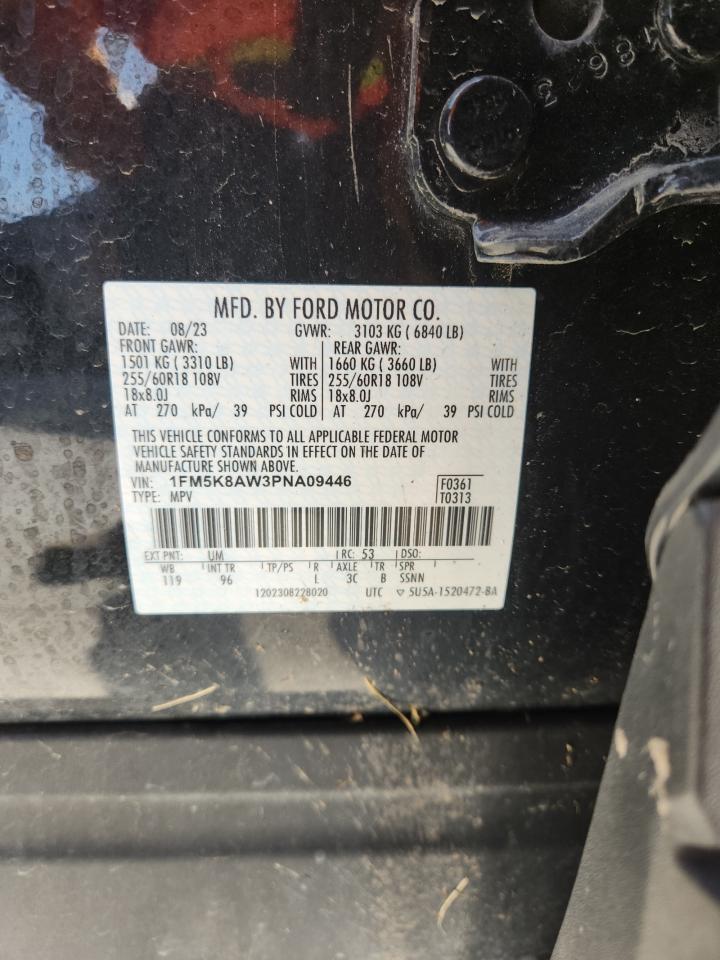 MFD. BY FORD MOTOR CO.
DATE: 08/23 GVWR: 3103 KG ( 6840 LB)
FRONT GAWR: REAR GAWR:
1501 KG ( 3310 LB) WITH 1660 KG ( 3660 LB) WITH
255/60R18 108V TIRES 255/60R18 108V TIRES
18x8.0J RIMS 18x8.0J RIMS
AT 270 kPa/ 39 PSI COLD AT 270 kPa/ 39 PSI COLD
THIS VEHICLE CONFORMS TO ALL APPLICABLE FEDERAL MOTOR
VEHICLE SAFETY STANDARDS IN EFFECT ON THE DATE OF
MANUFACTURE SHOWN ABOVE.
VIN: 1FM5K8AW3PNA09446 F0361
TYPE: MPV T0313
EXT PNT: UM RC: 53 DSO:
WB INT TR TP/PS R AXLE TR SPR
119 96 L 3C B SSNN
1202308228020 UTC ▽ 5U5A-1520472-BA